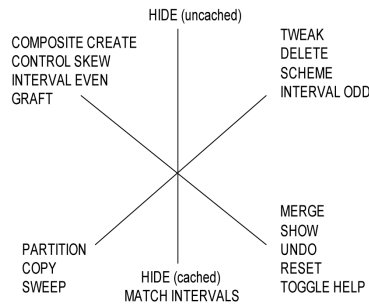 HIDE (uncached)
COMPOSITE CREATE
CONTROL SKEW
INTERVAL EVEN
GRAFT
TWEAK
DELETE
SCHEME
INTERVAL ODD
PARTITION
COPY
SWEEP
HIDE (cached)
MATCH INTERVALS
MERGE
SHOW
UNDO
RESET
TOGGLE HELP